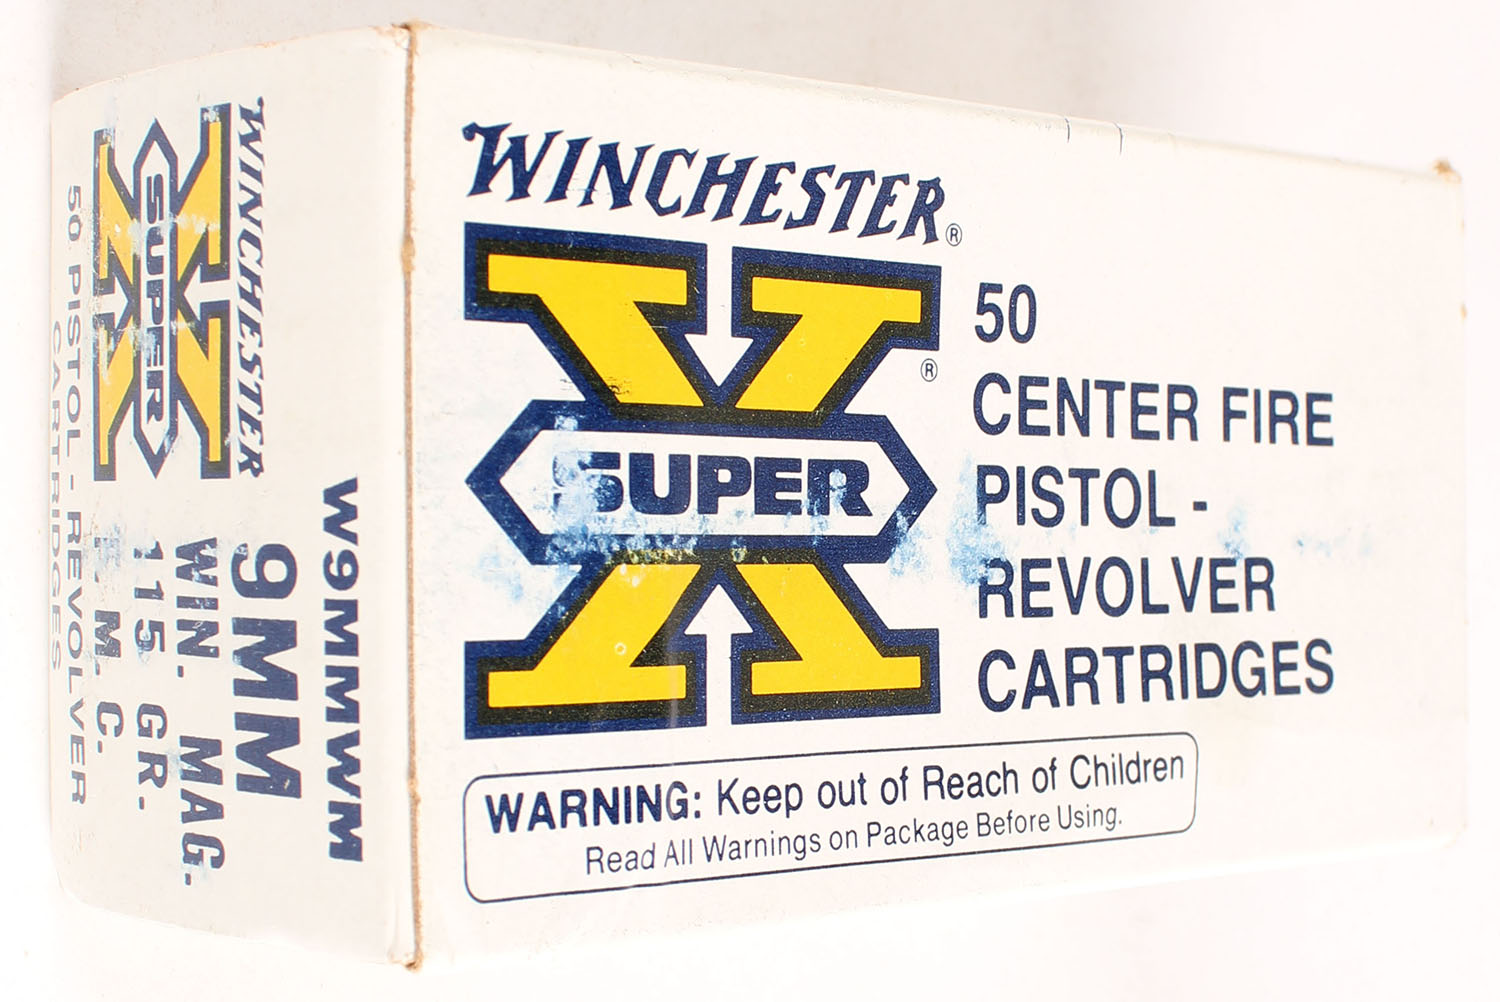 WINCHESTER®
X®
SUPER
50
CENTER FIRE
PISTOL -
REVOLVER
CARTRIDGES
WARNING: Keep out of Reach of Children
Read All Warnings on Package Before Using.
W9MMWM
WINCHESTER
X
SUPER
9MM
WIN. MAG.
115 GR.
F. M. C.
50 PISTOL - REVOLVER
CARTRIDGES